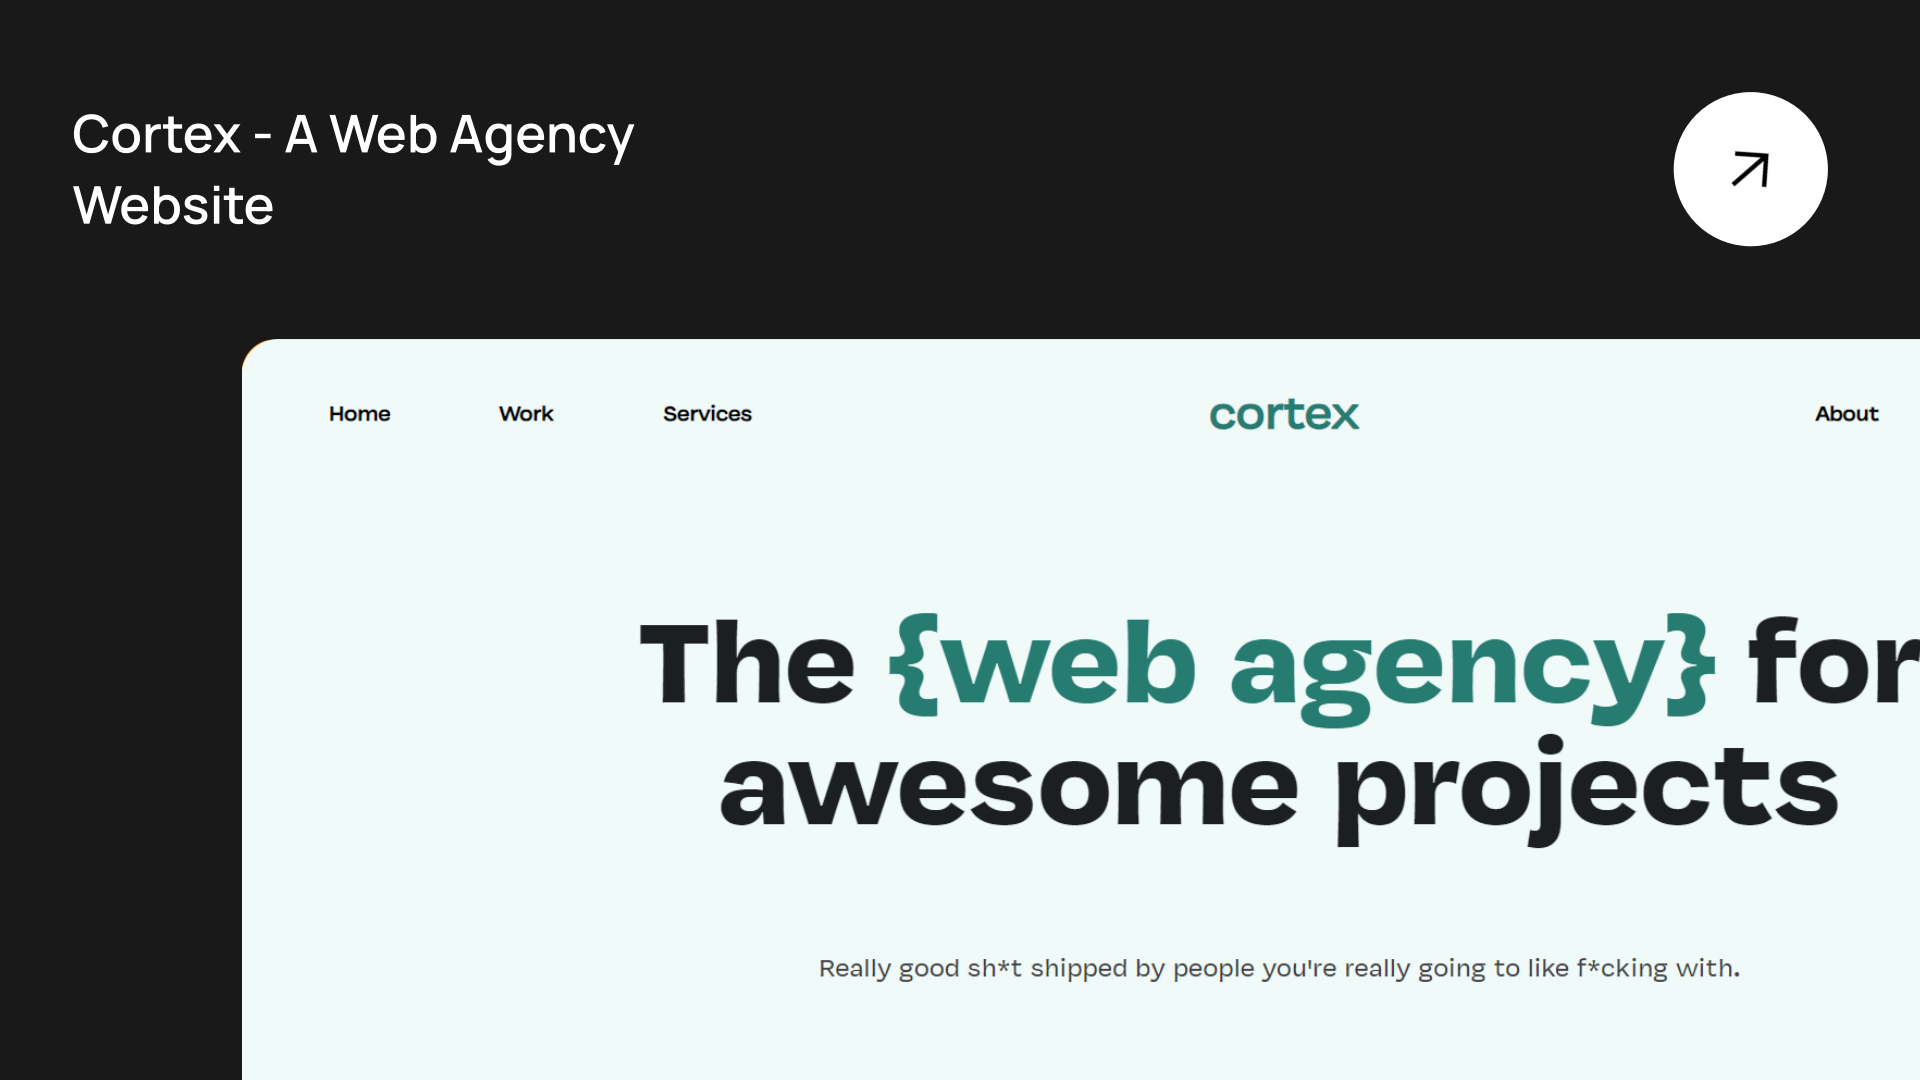 Cortex - A Web Agency
Website
Home Work Services cortex About
The {web agency} for
awesome projects
Really good sh*t shipped by people you're really going to like f*cking with.